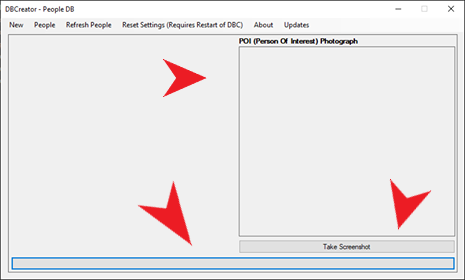 DBCreator - People DB
New People Refresh People Reset Settings (Requires Restart of DBC) About Updates
POI (Person Of Interest) Photograph
Take Screenshot